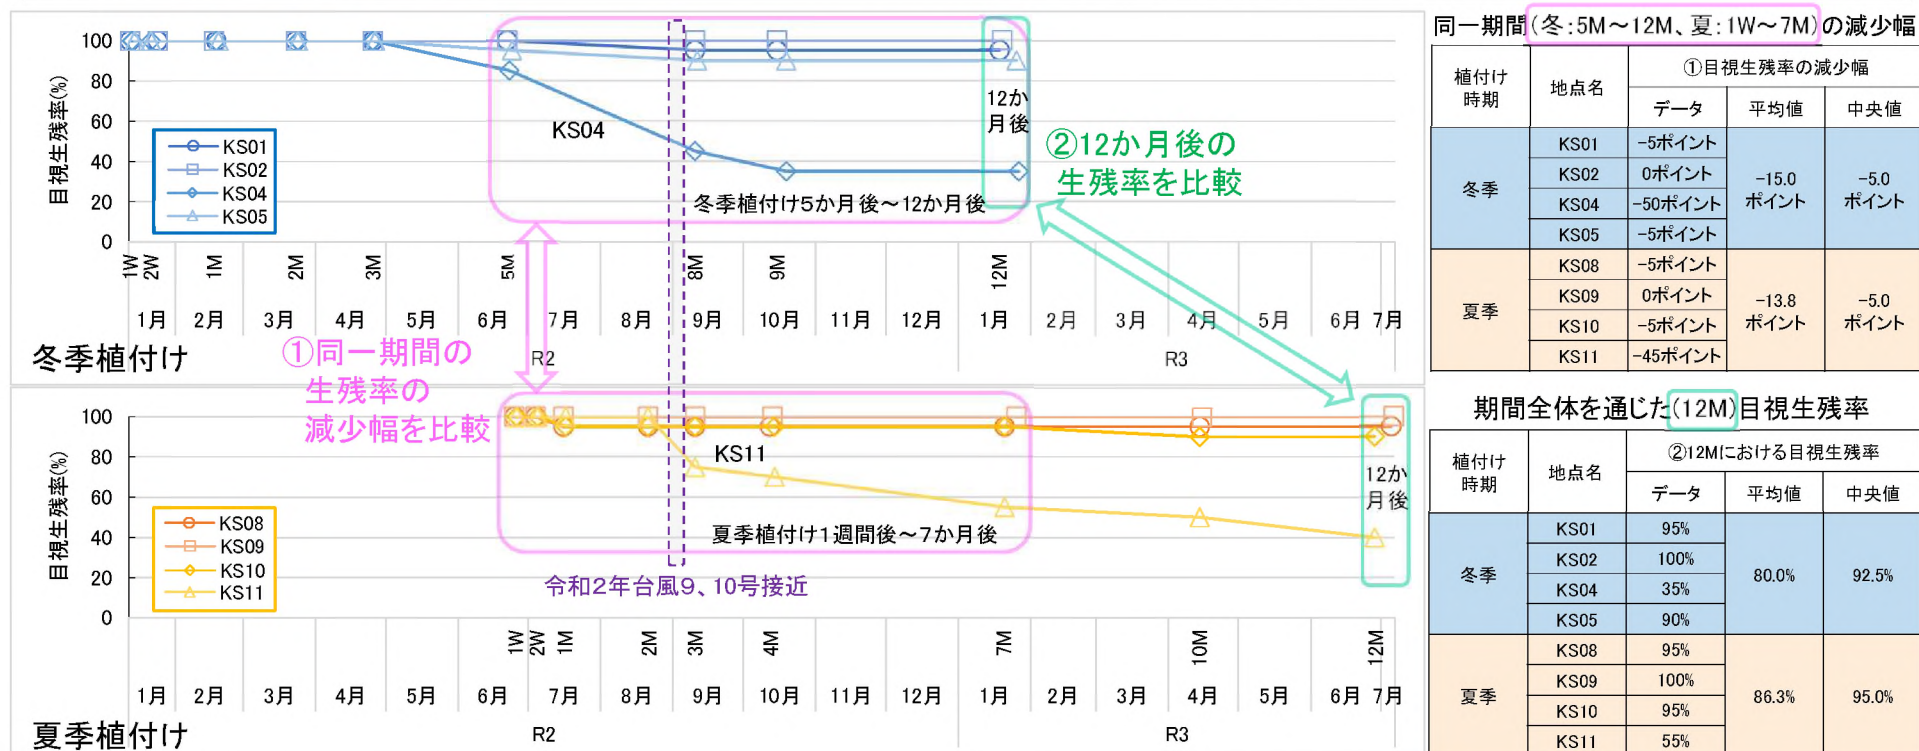 100
80
60
40
20
0
目視生残率(%)
KS01
KS02
KS04
KS05
KS04
冬季植付け5か月後～12か月後
12か
月後
②12か月後の
生残率を比較
1W 2W 1M 2M 3M 5M 8M 9M 12M
1月 2月 3月 4月 5月 6月 7月 8月 9月 10月 11月 12月 1月 2月 3月 4月 5月 6月 7月
R2 R3
冬季植付け
①同一期間の
生残率の
減少幅を比較
100
80
60
40
20
0
目視生残率(%)
KS08
KS09
KS10
KS11
KS11
夏季植付け1週間後～7か月後
12か
月後
令和2年台風9、10号接近
1W 2W 1M 2M 3M 4M 7M 10M 12M
1月 2月 3月 4月 5月 6月 7月 8月 9月 10月 11月 12月 1月 2月 3月 4月 5月 6月 7月
R2 R3
夏季植付け
同一期間(冬:5M～12M、夏:1W～7M)の減少幅
植付け
時期
地点名
①目視生残率の減少幅
データ 平均値 中央値
冬季
KS01 -5ポイント
KS02 0ポイント
KS04 -50ポイント
KS05 -5ポイント
-15.0
ポイント
-5.0
ポイント
夏季
KS08 -5ポイント
KS09 0ポイント
KS10 -5ポイント
KS11 -45ポイント
-13.8
ポイント
-5.0
ポイント
期間全体を通じた(12M)目視生残率
植付け
時期
地点名
②12Mにおける目視生残率
データ 平均値 中央値
冬季
KS01 95%
KS02 100%
KS04 35%
KS05 90%
80.0% 92.5%
夏季
KS08 95%
KS09 100%
KS10 95%
KS11 55%
86.3% 95.0%